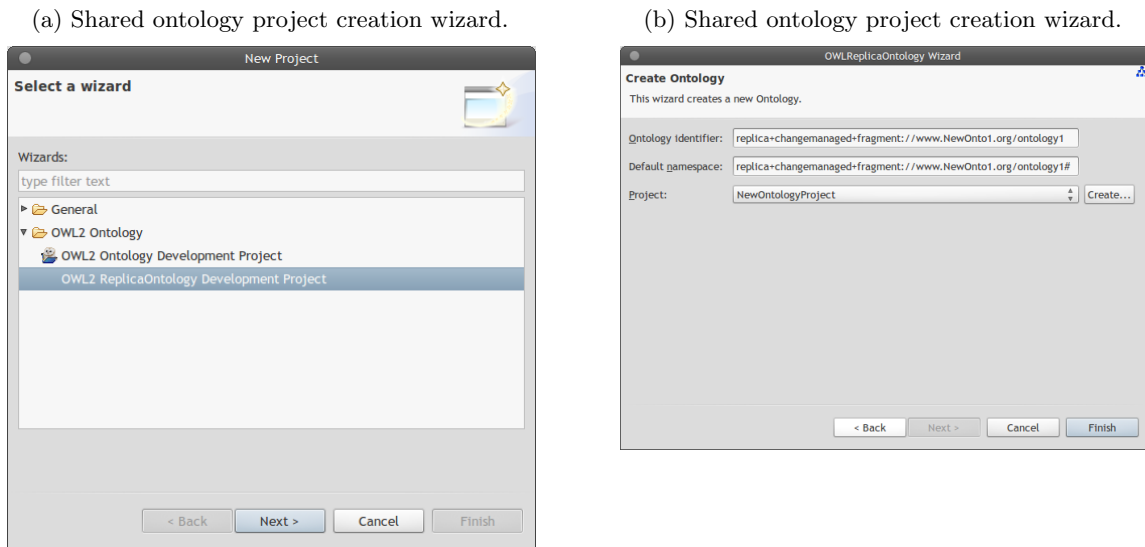 (a) Shared ontology project creation wizard.
New Project
Select a wizard
Wizards:
type filter text
General
OWL2 Ontology
OWL2 Ontology Development Project
OWL2 ReplicaOntology Development Project
< Back Next > Cancel Finish
(b) Shared ontology project creation wizard.
OWLReplicaOntology Wizard
Create Ontology
This wizard creates a new Ontology.
Ontology identifier: replica+changemanaged+fragment://www.NewOnto1.org/ontology1
Default namespace: replica+changemanaged+fragment://www.NewOnto1.org/ontology1#
Project: NewOntologyProject Create...
< Back Next > Cancel Finish